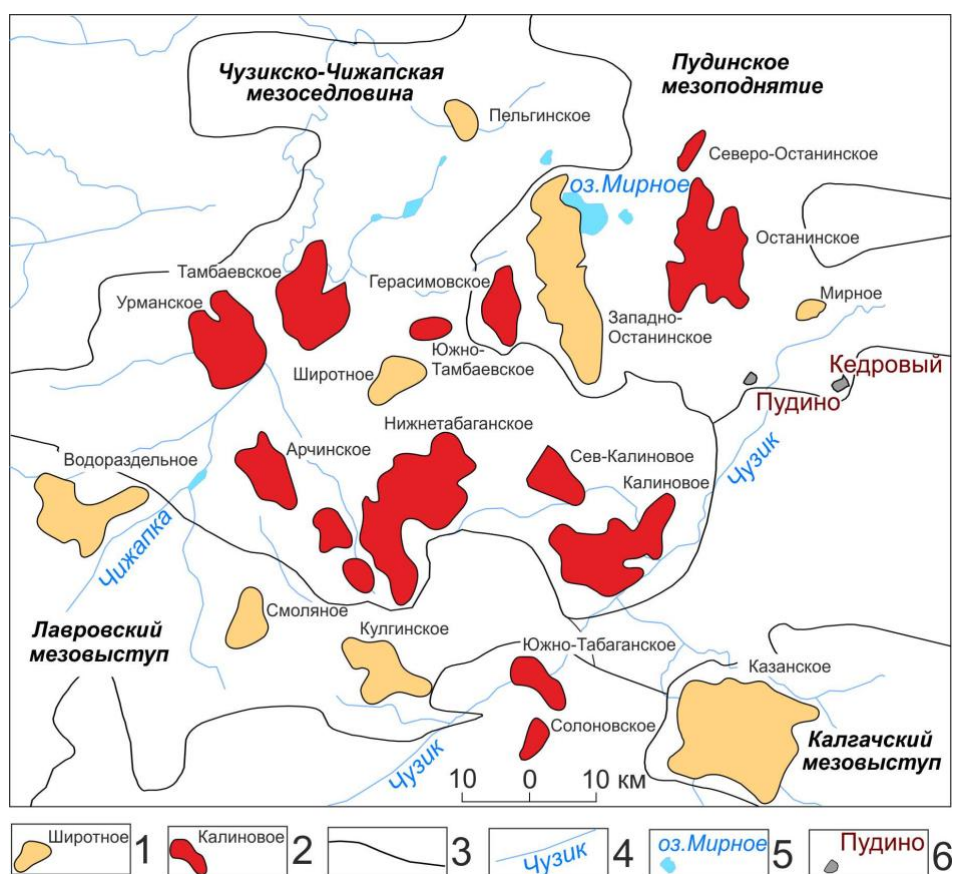 Чузикско-Чижапская
мезоседловина
Пудинское
мезоподнятие
Пельгинское
Северо-Останинское
оз.Мирное
Останинское
Тамбаевское
Герасимовское
Мирное
Урманское
Западно-
Останинское
Южно-
Тамбаевское
Широтное
Кедровый
Пудино
Нижнетабаганское
Арчинское
Сев-Калиновое
Водораздельное
Калиновое
Чузик
Чижапка
Смоляное
Лавровский
мезовыступ
Кулгинское
Южно-Табаганское
Казанское
Солоновское
Калгачский
мезовыступ
Чузик
10 0 10 км
Широтное 1
Калиновое 2
3
Чузик 4
оз.Мирное 5
Пудино 6